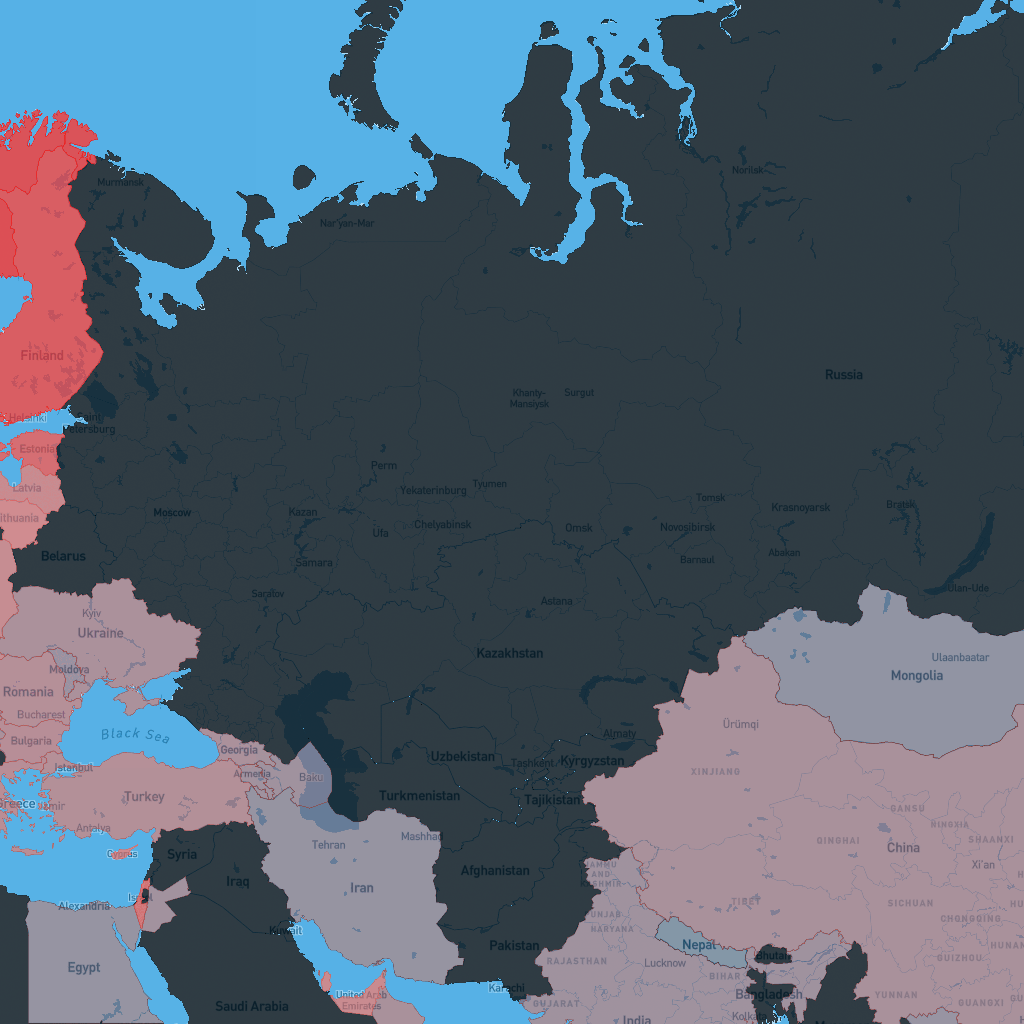 Murmansk
Norilsk
Nar'yan-Mar
Finland
Russia
Khanty-
Mansiysk
Surgut
Helsinki
Saint
Petersburg
Estonia
Perm
Latvia
Yekaterinburg
Tyumen
Tomsk
Lithuania
Moscow
Kazan
Chelyabinsk
Ufa
Omsk
Novosibirsk
Krasnoyarsk
Bratsk
Belarus
Samara
Barnaul
Abakan
Saratov
Astana
Ulan-Ude
Kyiv
Ukraine
Kazakhstan
Ulaanbaatar
Moldova
Mongolia
Romania
Bucharest
Ürümqi
Bulgaria
Black Sea
Georgia
Almaty
Istanbul
Armenia
Baku
Uzbekistan
Tashkent
Kyrgyzstan
XINJIANG
Greece
Izmir
Turkey
Turkmenistan
Tajikistan
GANSU
Antalya
NINGXIA
Mashhad
QINGHAI
SHAANXI
Tehran
China
Cyprus
Syria
Xi'an
JAMMU
AND
KASHMIR
Iraq
Iran
Afghanistan
Israel
TIBET
SICHUAN
Alexandria
PUNJAB
CHONGQING
HARYANA
Kuwait
Pakistan
Nepal
HUNAN
Bhutan
GUIZHOU
Egypt
RAJASTHAN
Lucknow
BIHAR
Karachi
United Arab
Emirates
Saudi Arabia
GUJARAT
Bangladesh
YUNNAN
GUANGXI
Kolkata
India